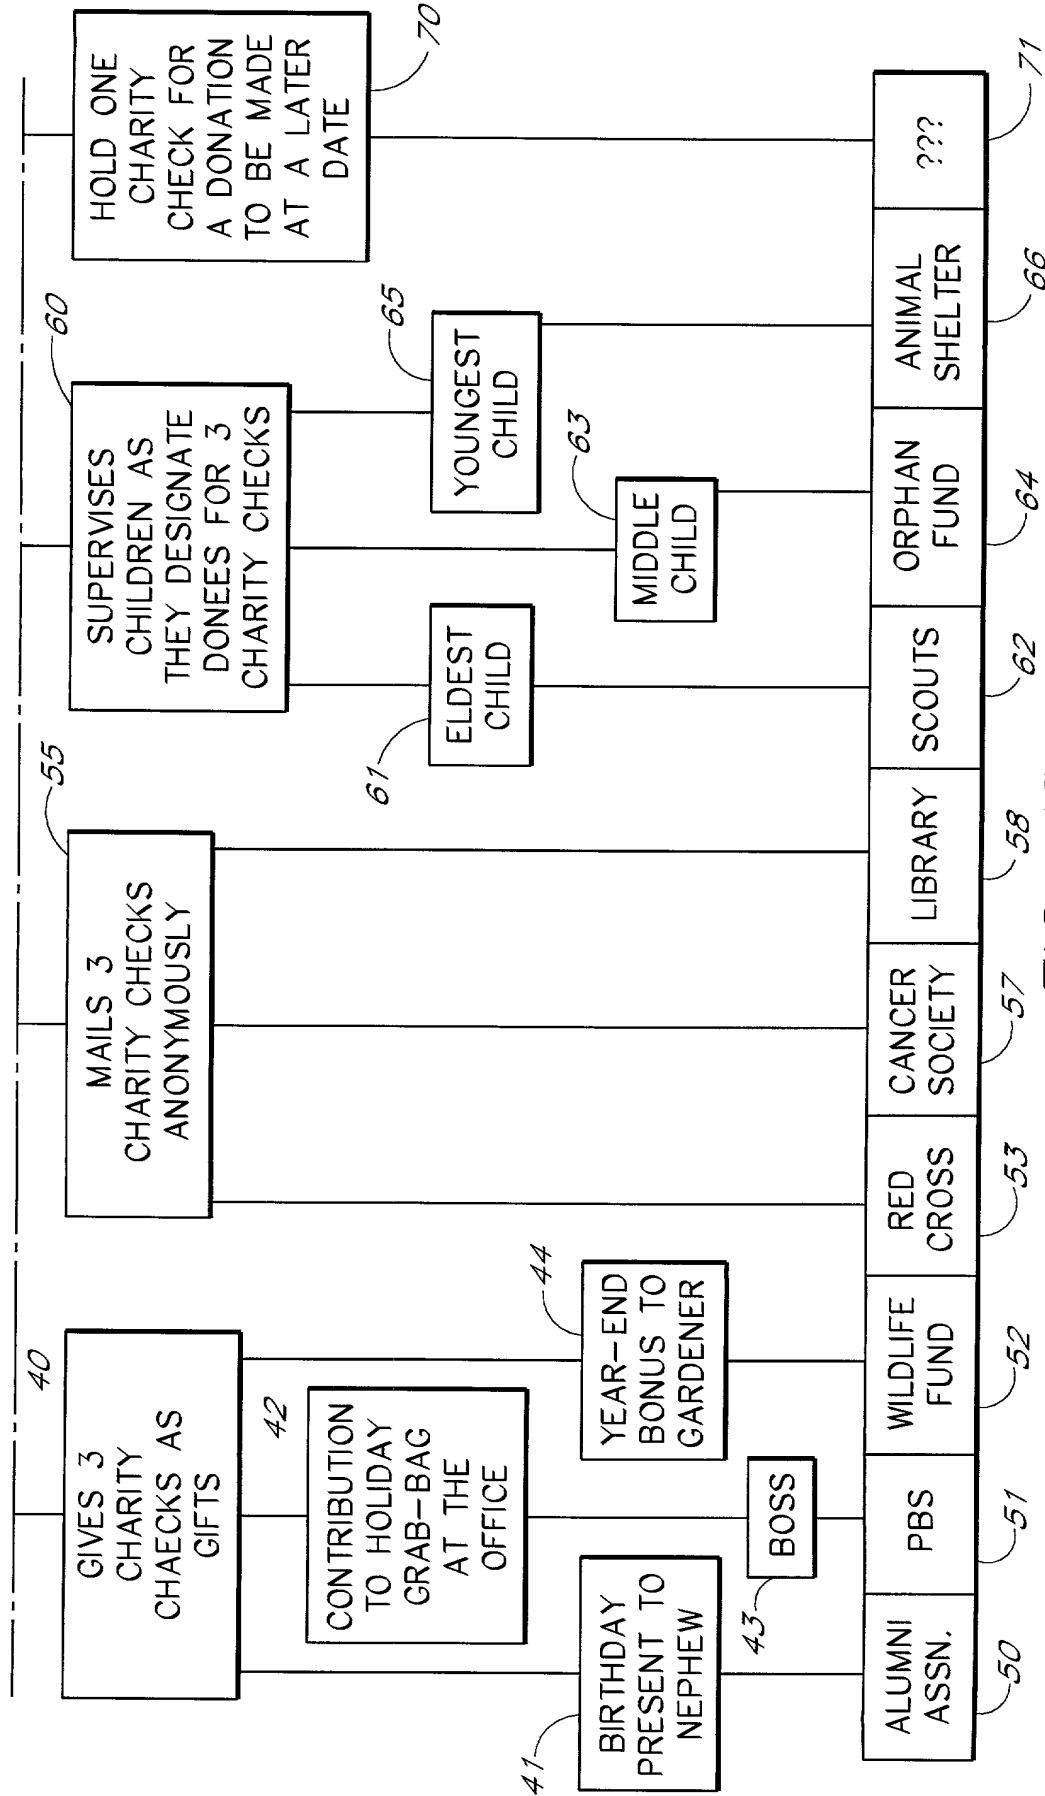 40
GIVES 3
CHARITY
CHAECKS AS
GIFTS
55
MAILS 3
CHARITY CHECKS
ANONYMOUSLY
60
SUPERVISES
CHILDREN AS
THEY DESIGNATE
DONEES FOR 3
CHARITY CHECKS
70
HOLD ONE
CHARITY
CHECK FOR
A DONATION
TO BE MADE
AT A LATER
DATE
42
CONTRIBUTION
TO HOLIDAY
GRAB-BAG
AT THE
OFFICE
41
BIRTHDAY
PRESENT TO
NEPHEW
43
BOSS
44
YEAR-END
BONUS TO
GARDENER
61
ELDEST
CHILD
63
MIDDLE
CHILD
65
YOUNGEST
CHILD
ALUMNI
ASSN.
PBS
WILDLIFE
FUND
RED
CROSS
CANCER
SOCIETY
LIBRARY
SCOUTS
ORPHAN
FUND
ANIMAL
SHELTER
???
50
51
52
53
57
58
62
64
66
71